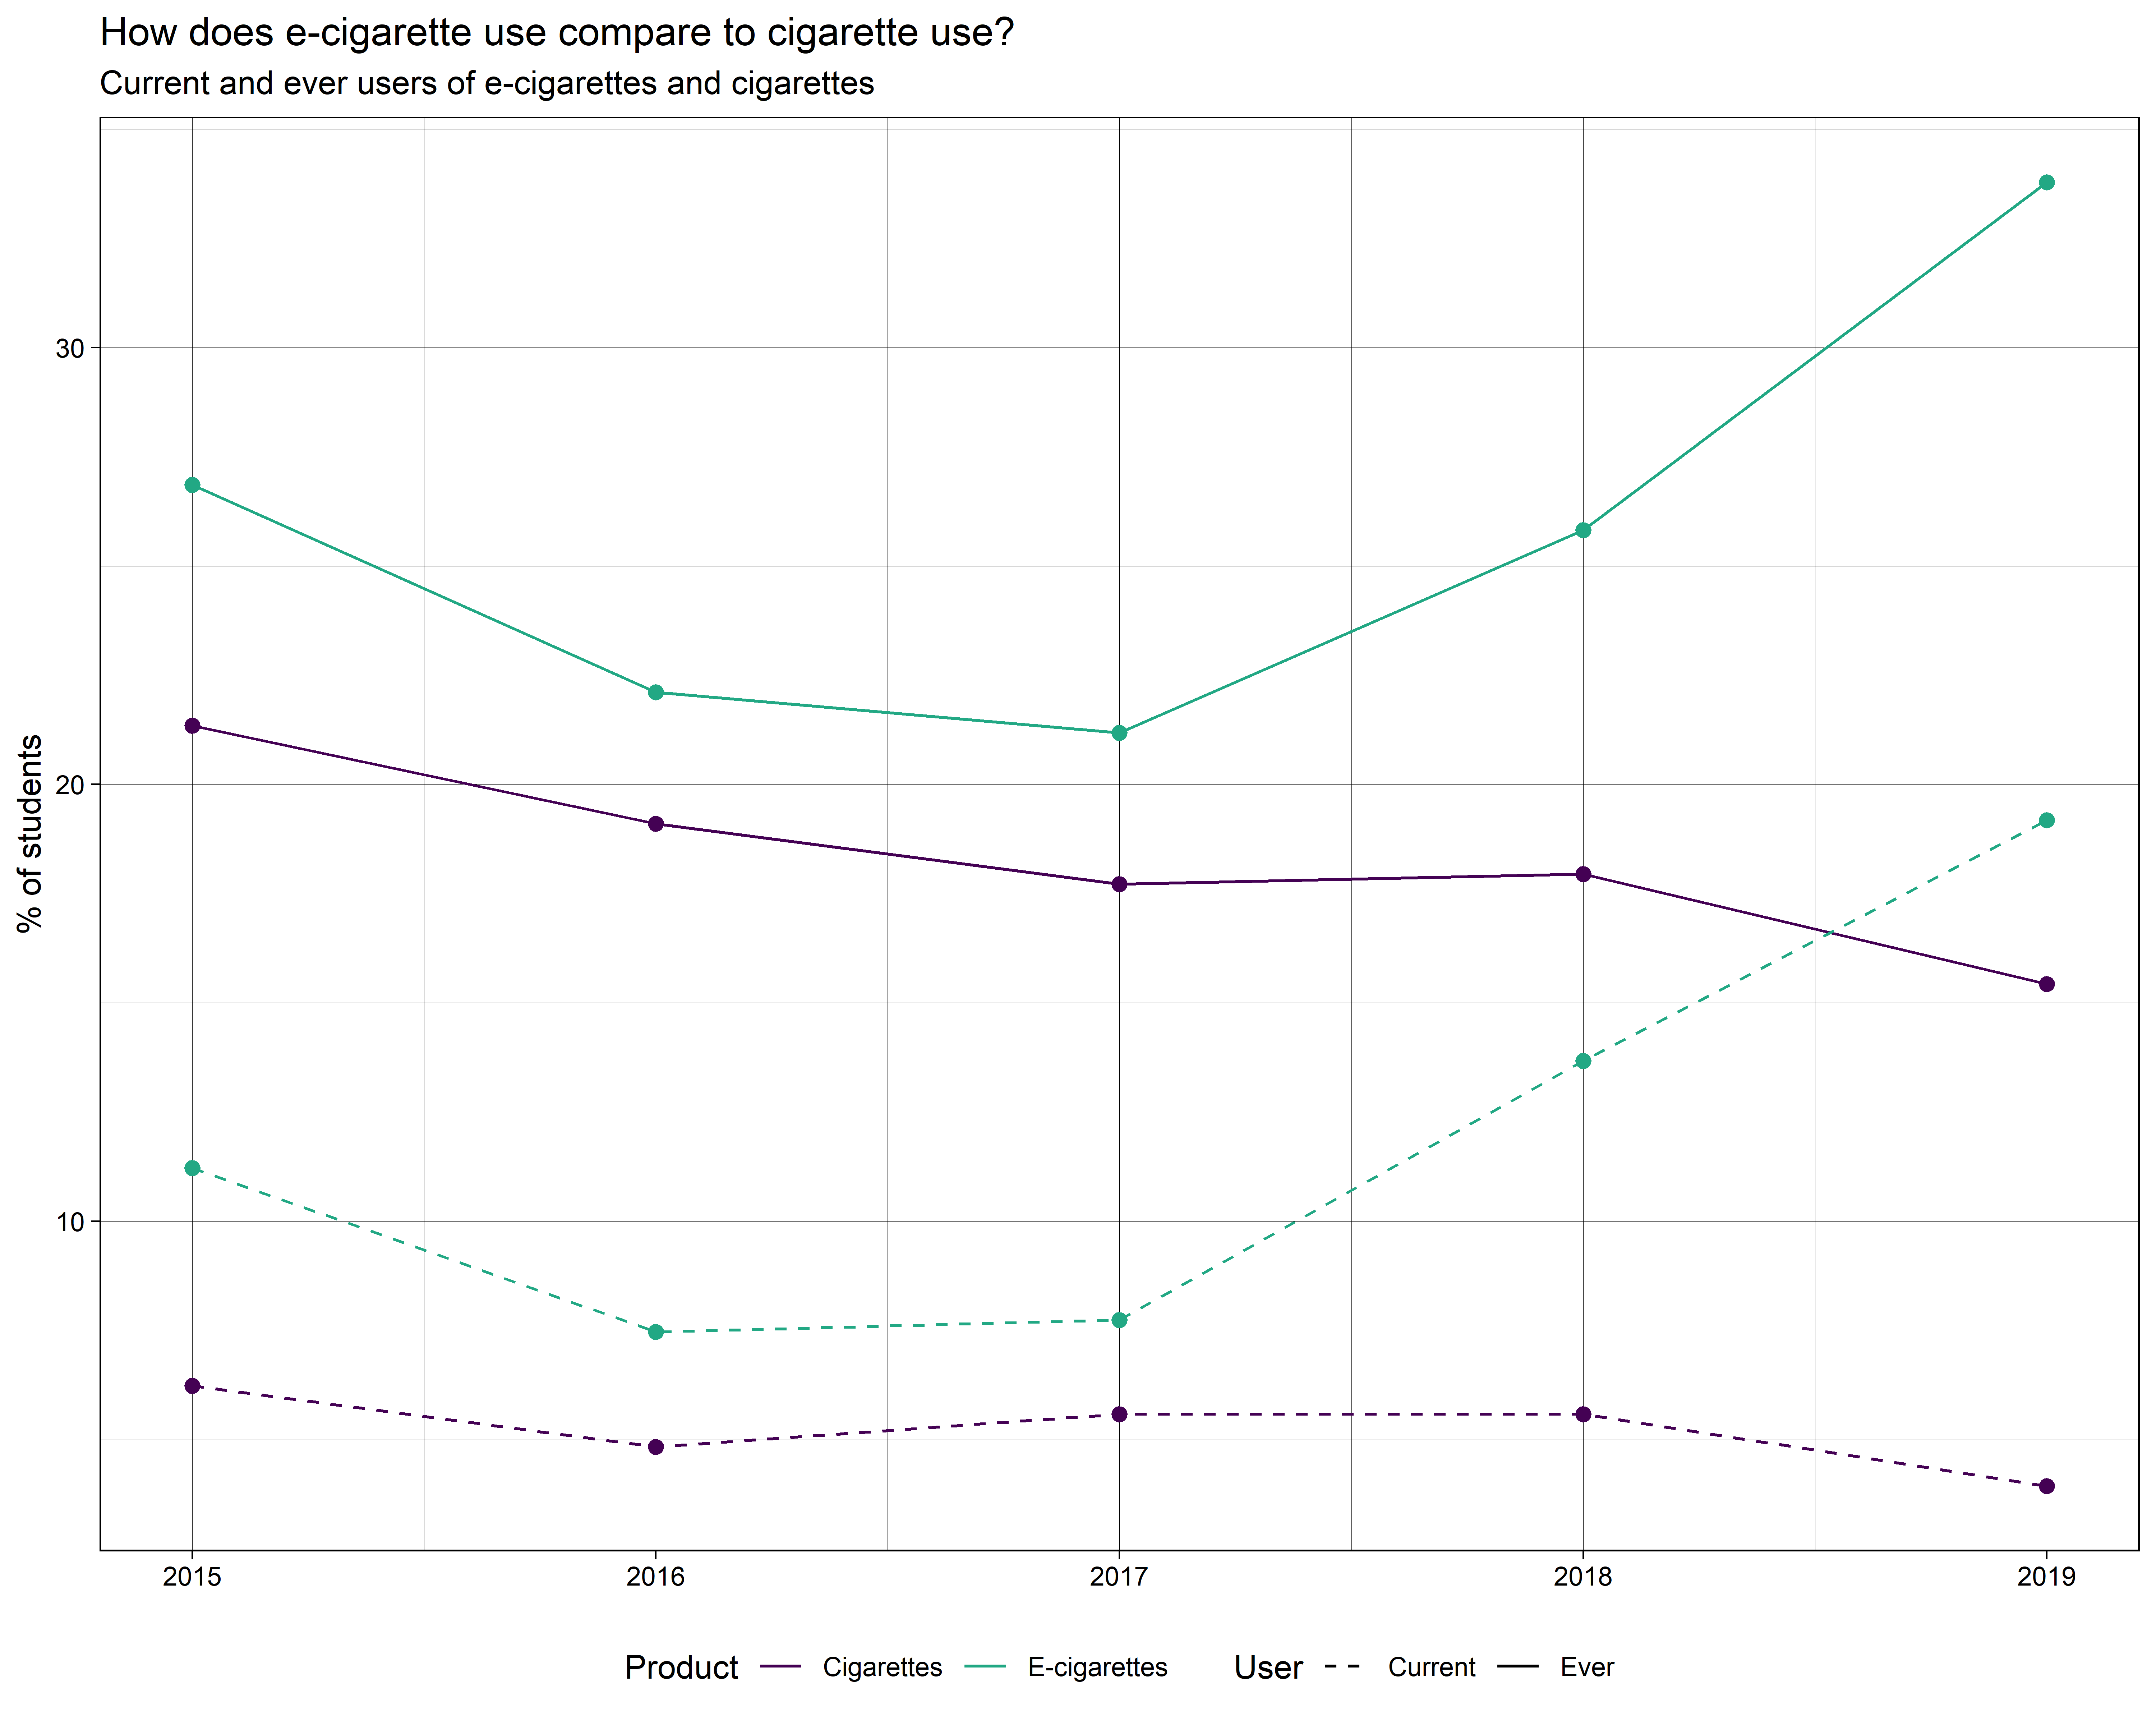 How does e-cigarette use compare to cigarette use?
Current and ever users of e-cigarettes and cigarettes
% of students
30
20
10
2015 2016 2017 2018 2019
Product Cigarettes E-cigarettes User Current Ever